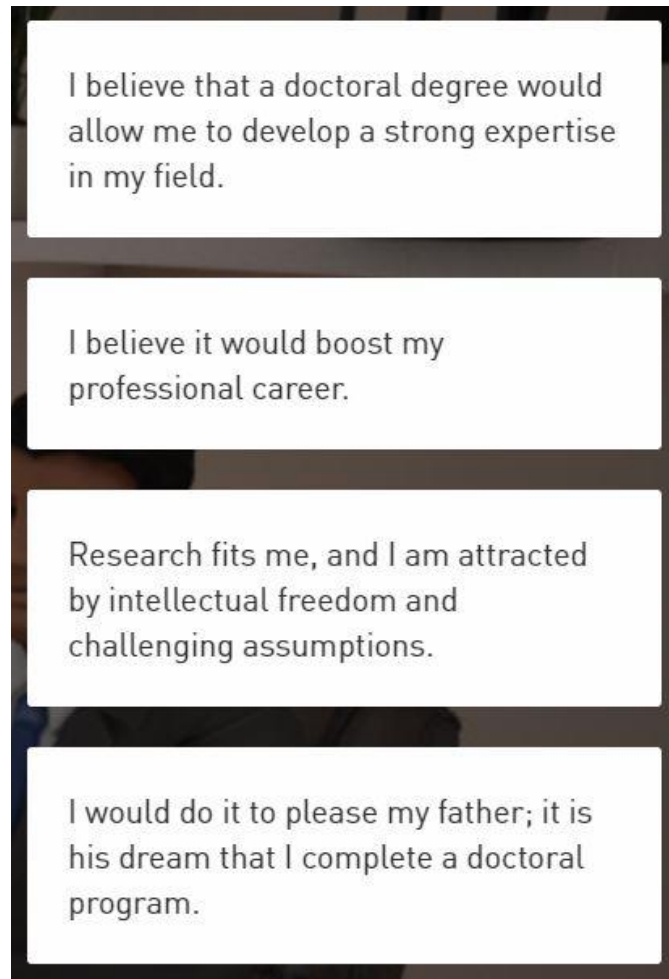 I believe that a doctoral degree would
allow me to develop a strong expertise
in my field.
I believe it would boost my
professional career.
Research fits me, and I am attracted
by intellectual freedom and
challenging assumptions.
I would do it to please my father; it is
his dream that I complete a doctoral
program.